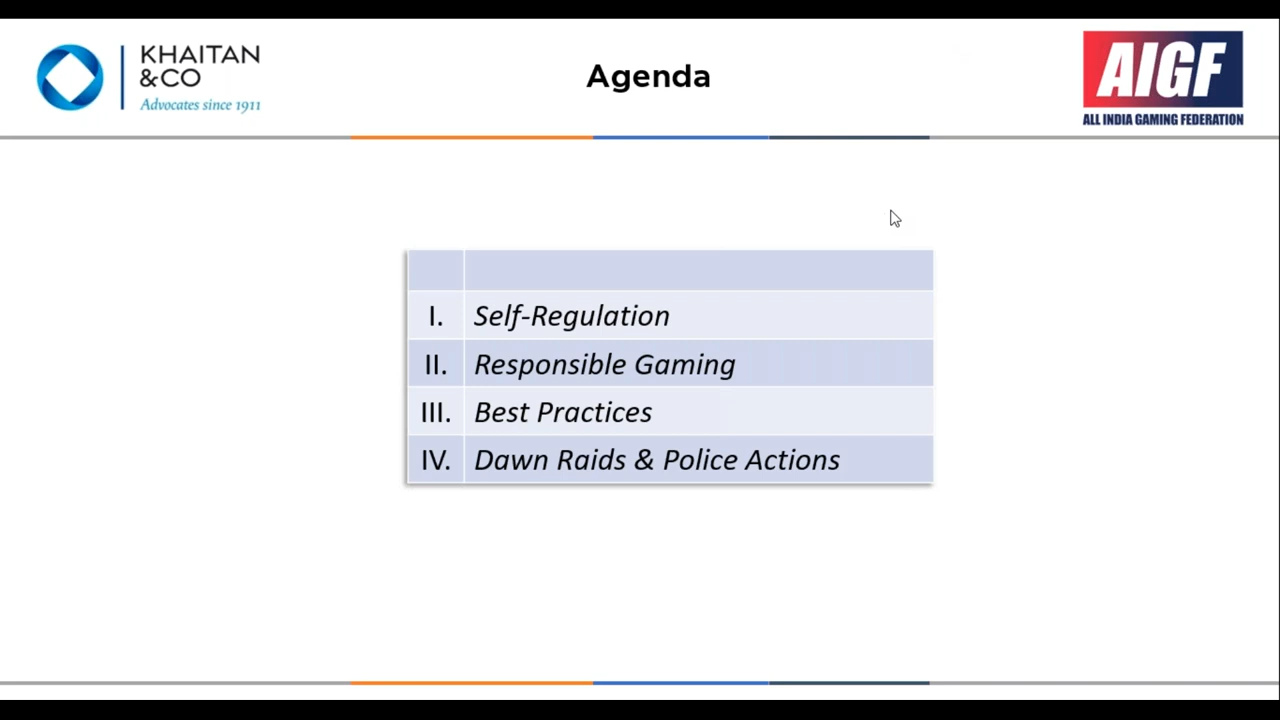 KHAITAN
&CO
Advocates since 1911
Agenda
AIGF
ALL INDIA GAMING FEDERATION
I. Self-Regulation
II. Responsible Gaming
III. Best Practices
IV. Dawn Raids & Police Actions